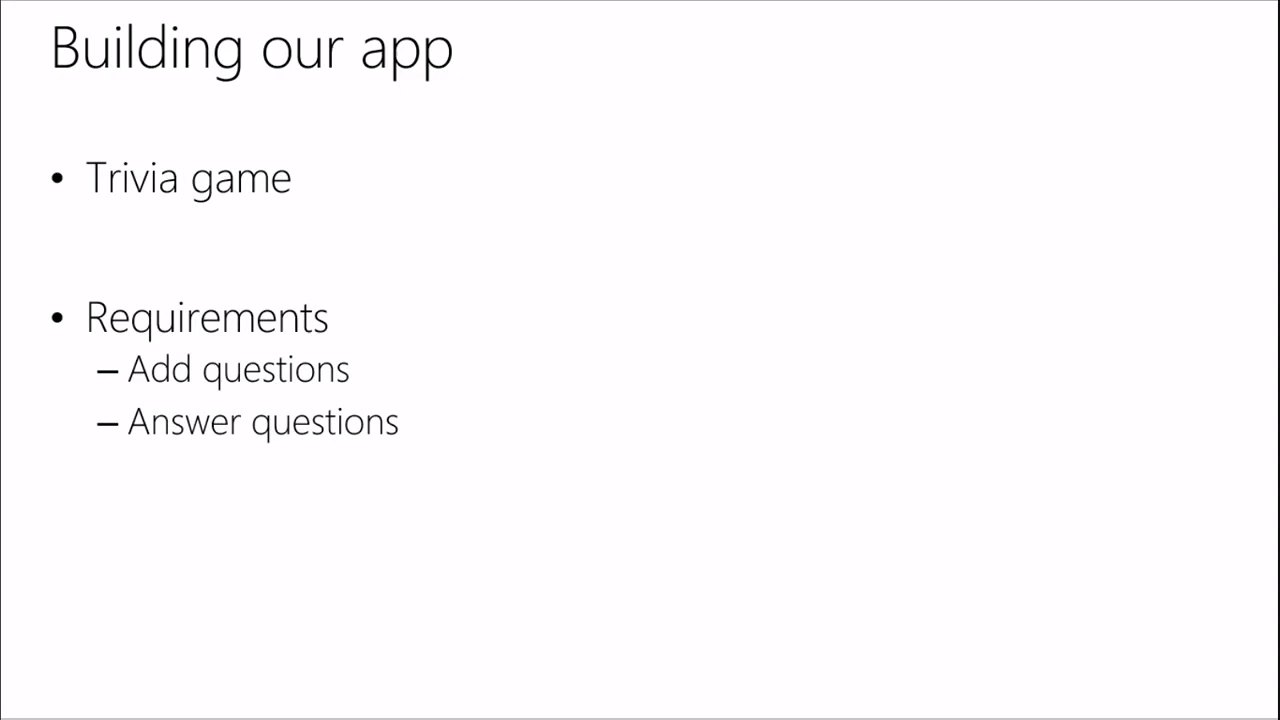 Building our app
• Trivia game
• Requirements
– Add questions
– Answer questions